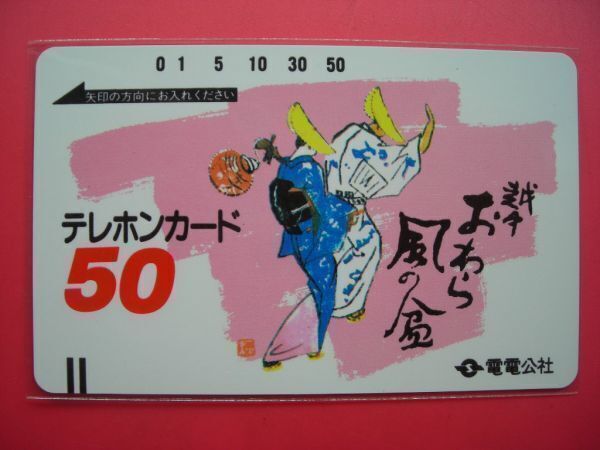 0 1 5 10 30 50
矢印の方向にお入れください
テレホンカード
50
越中
おわら
風の盆
電電公社